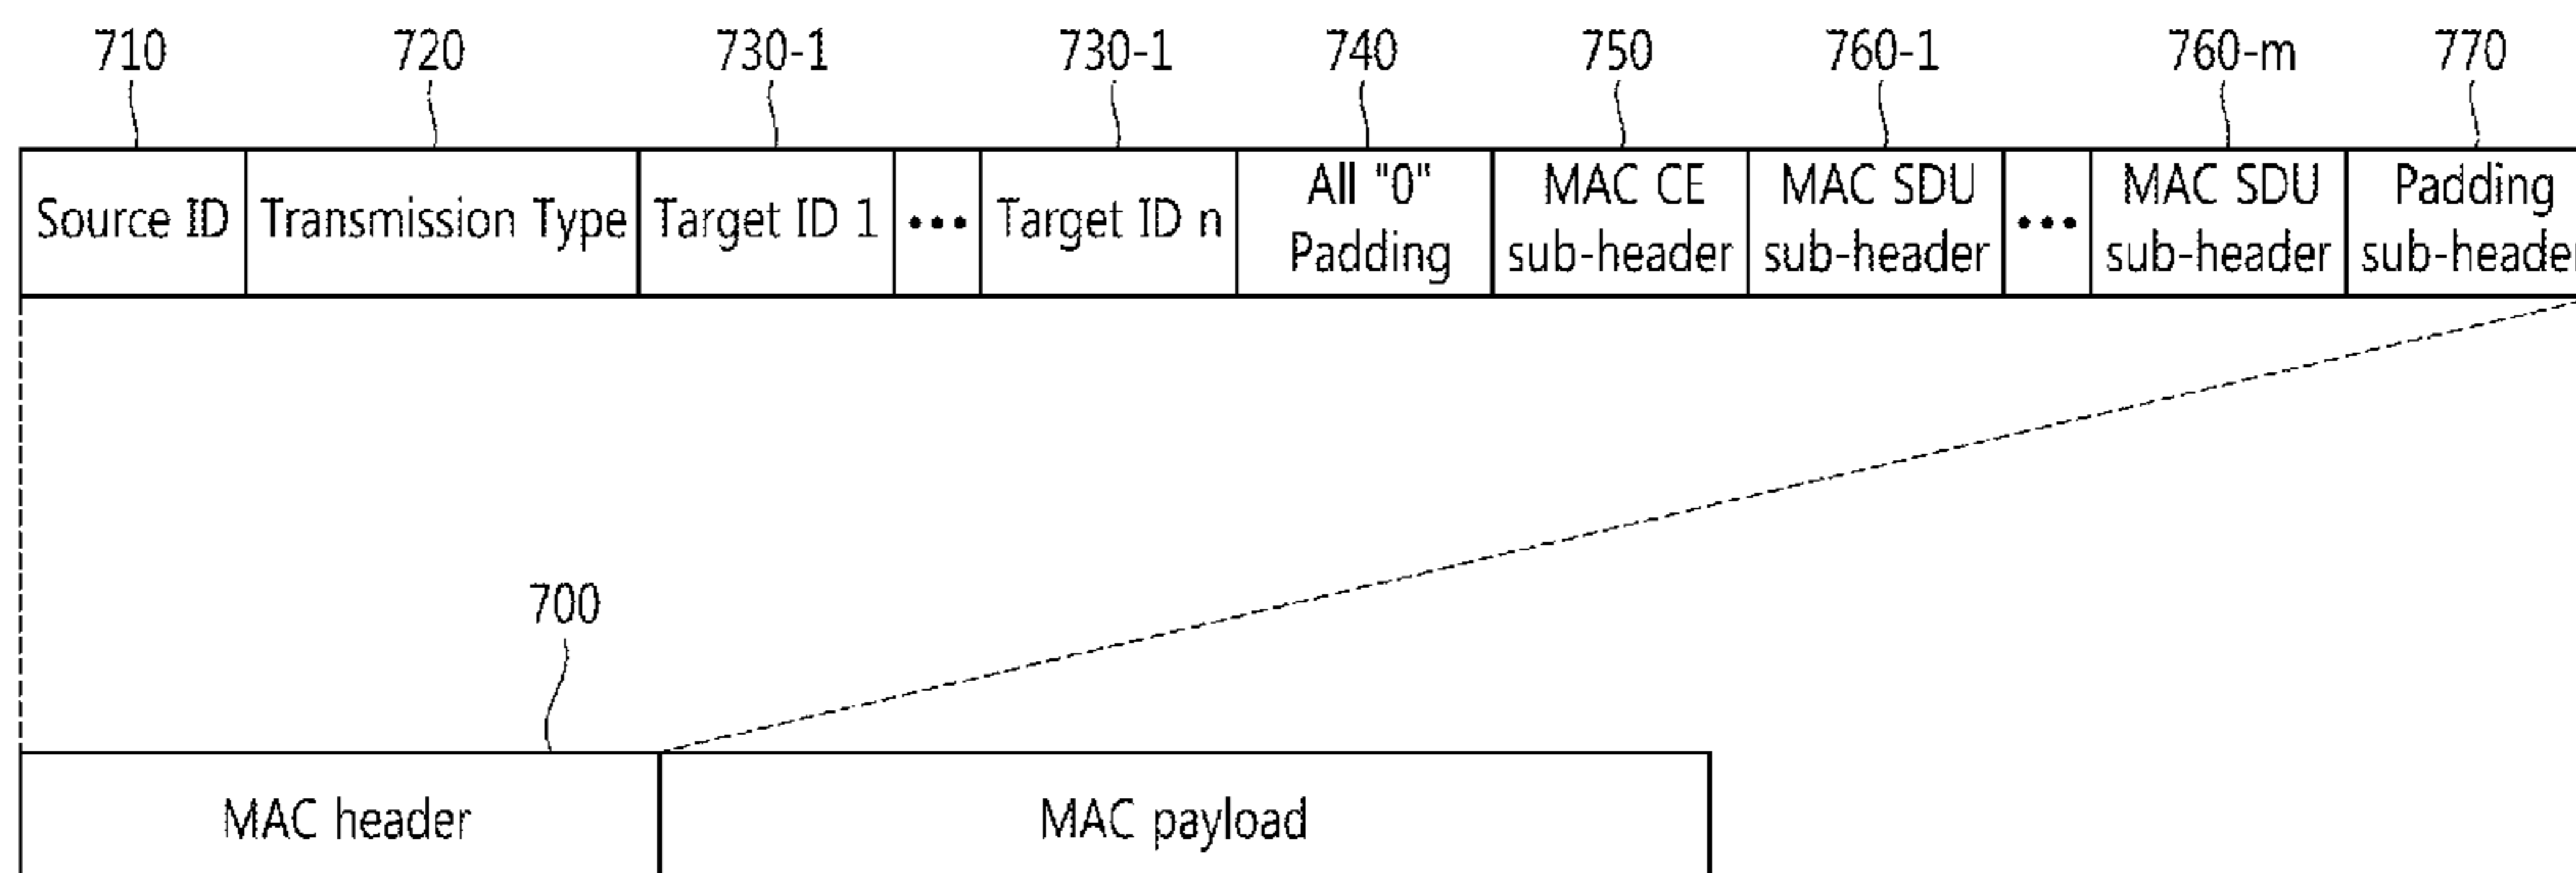 710 720 730-1 730-1 740 750 760-1 760-m 770
Source ID Transmission Type Target ID 1 ••• Target ID n All "0" Padding MAC CE sub-header MAC SDU sub-header ••• MAC SDU sub-header Padding sub-header
700
MAC header MAC payload